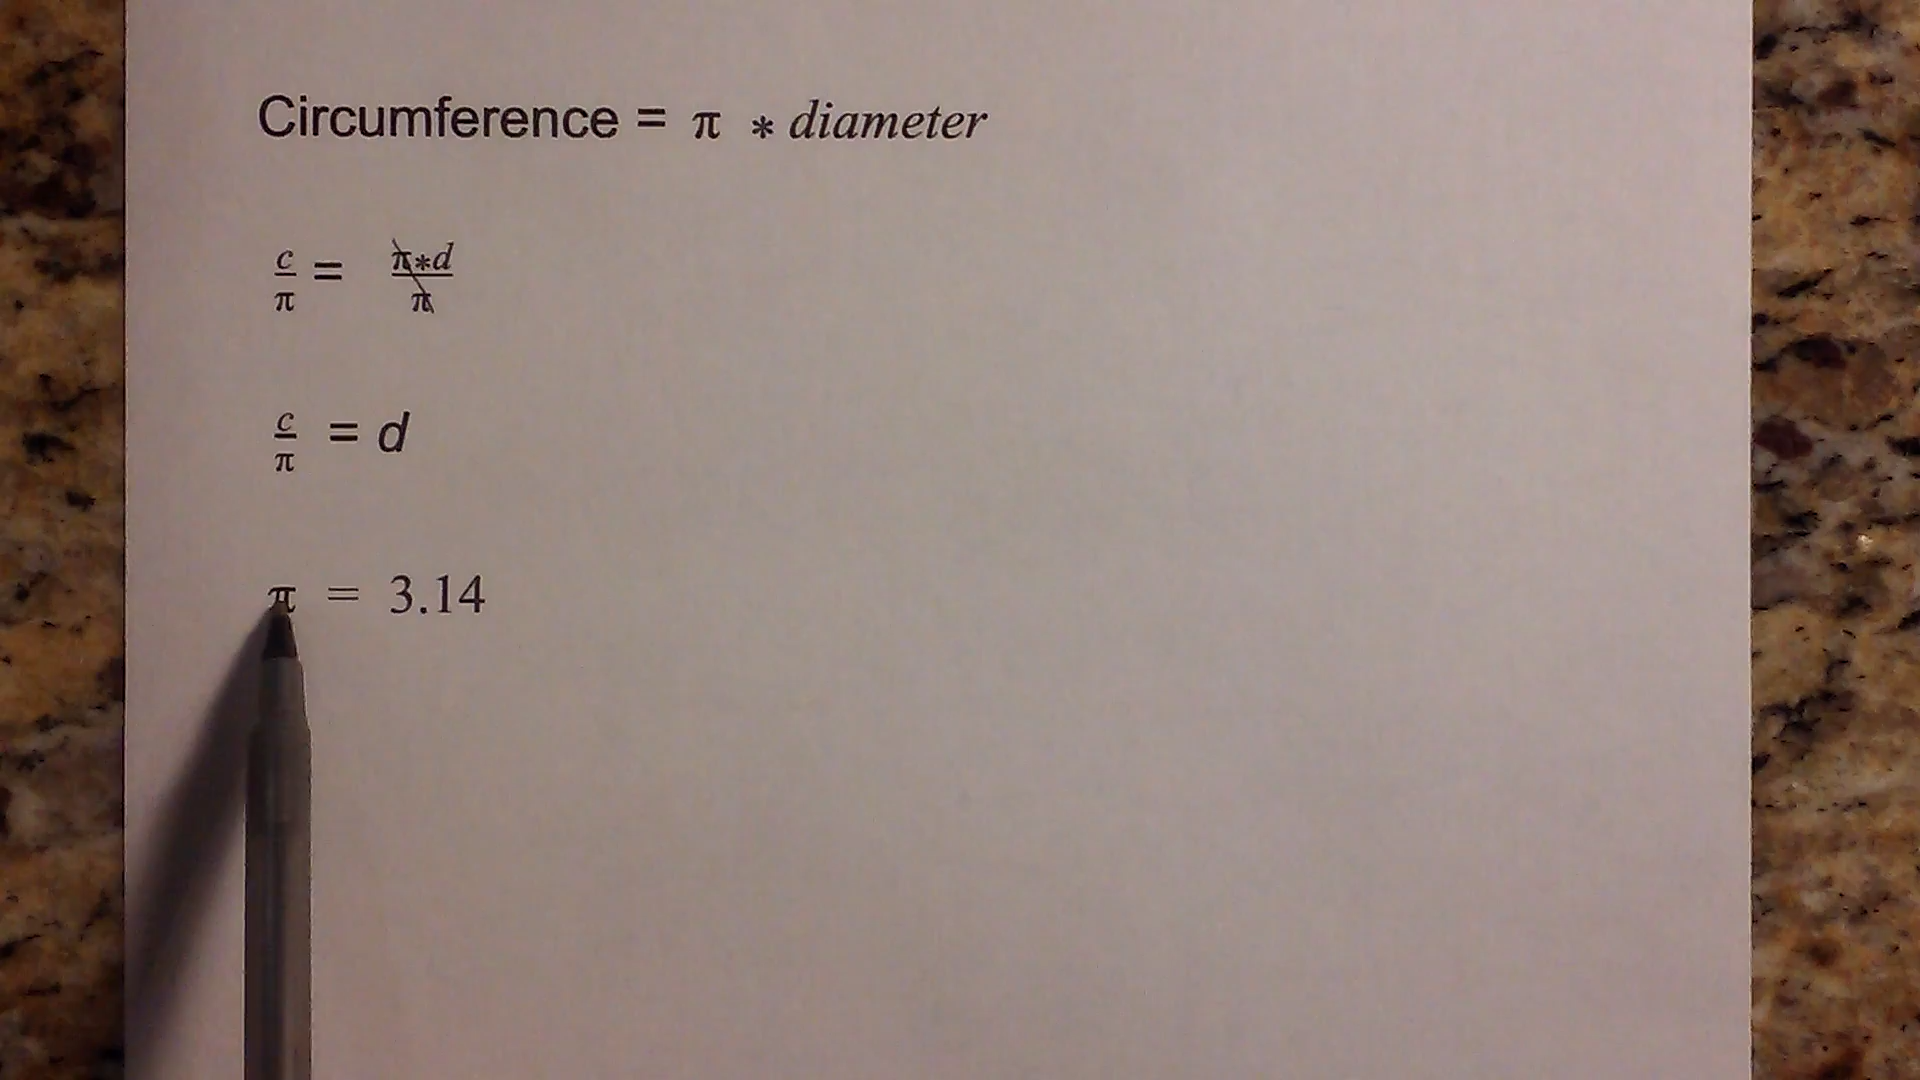 Circumference = π * diameter
c/π = π*d/π
c/π = d
π = 3.14